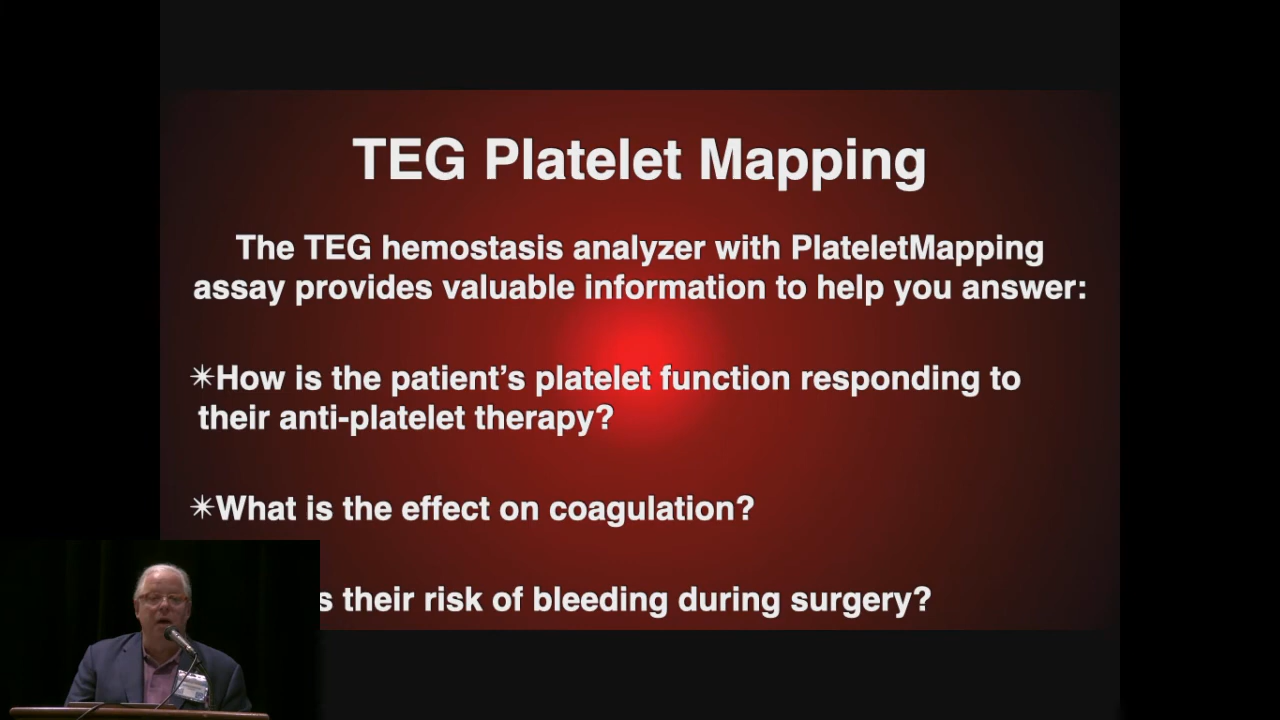 TEG Platelet Mapping
The TEG hemostasis analyzer with PlateletMapping
assay provides valuable information to help you answer:
✴How is the patient’s platelet function responding to
their anti-platelet therapy?
✴What is the effect on coagulation?
their risk of bleeding during surgery?